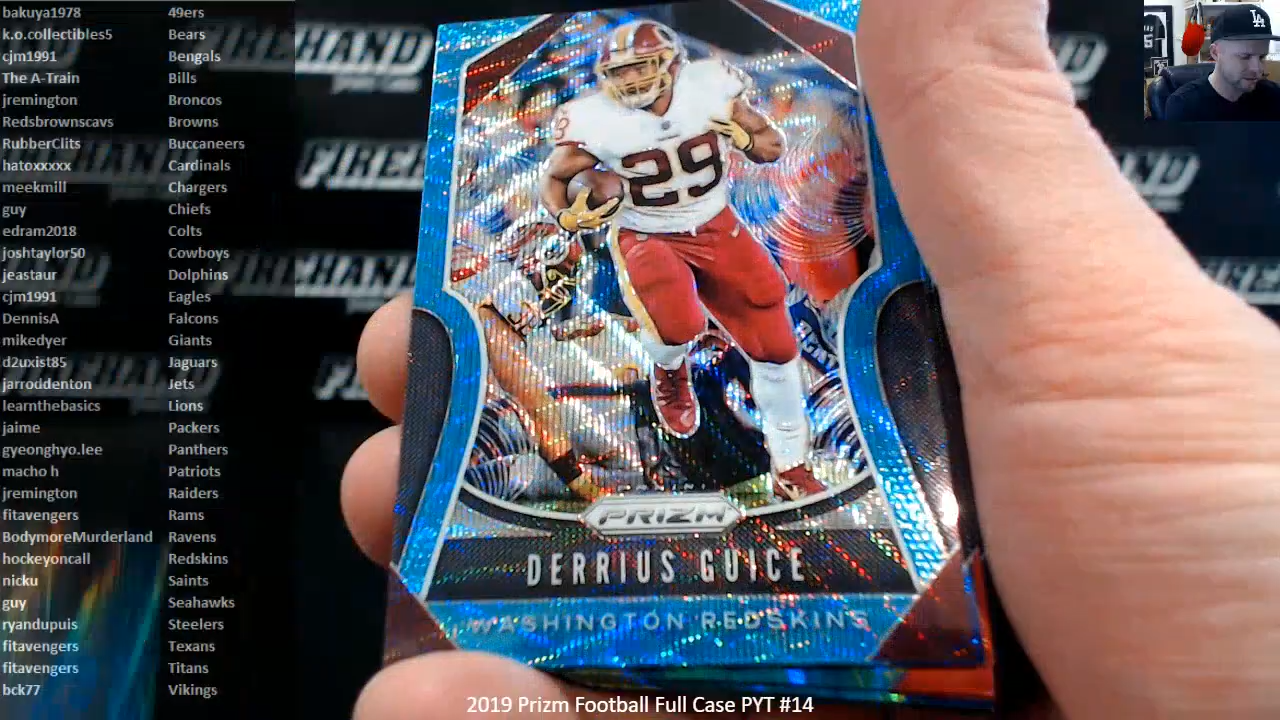 bakuya1978 49ers
k.o.collectibles5 Bears
cjm1991 Bengals
The A-Train Bills
jremington Broncos
Redsbrownscavs Browns
RubberClits Buccaneers
hatoxxxxx Cardinals
meekmill Chargers
guy Chiefs
edram2018 Colts
joshtaylor50 Cowboys
jeastaur Dolphins
cjm1991 Eagles
DennisA Falcons
mikedyer Giants
d2uxist85 Jaguars
jarroddenton Jets
learnthebasics Lions
jaime Packers
gyeonghyo.lee Panthers
macho h Patriots
jremington Raiders
fitavengers Rams
BodymoreMurderland Ravens
hockeyoncall Redskins
nicku Saints
guy Seahawks
ryandupuis Steelers
fitavengers Texans
fitavengers Titans
bck77 Vikings
FIREHAND
LA
29
PRIZM
DERRIUS GUICE
WASHINGTON REDSKINS
2019 Prizm Football Full Case PYT #14